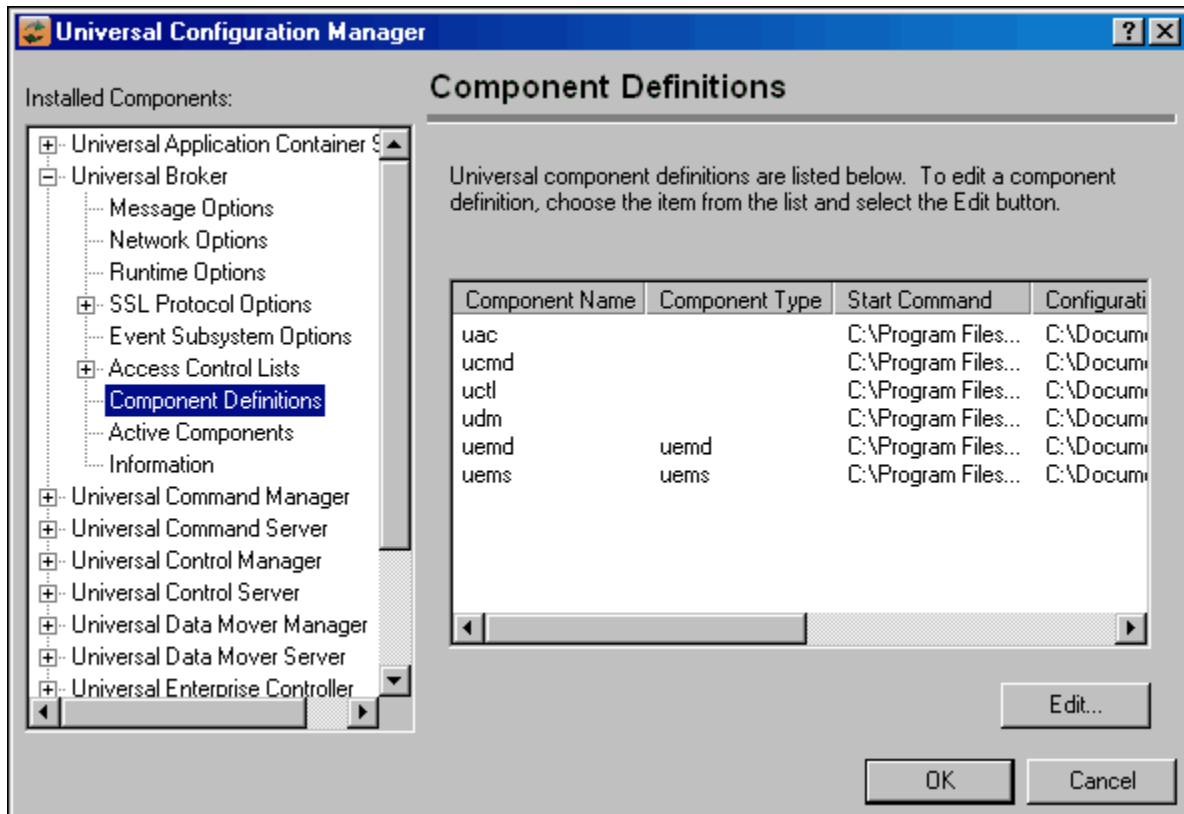 Universal Configuration Manager
Installed Components:
Universal Application Container
Universal Broker
Message Options
Network Options
Runtime Options
SSL Protocol Options
Event Subsystem Options
Access Control Lists
Component Definitions
Active Components
Information
Universal Command Manager
Universal Command Server
Universal Control Manager
Universal Control Server
Universal Data Mover Manager
Universal Data Mover Server
Universal Enterprise Controller
Component Definitions
Universal component definitions are listed below. To edit a component
definition, choose the item from the list and select the Edit button.
Component Name Component Type Start Command Configurati
uac C:\Program Files... C:\Docum
ucmd C:\Program Files... C:\Docum
uctl C:\Program Files... C:\Docum
udm C:\Program Files... C:\Docum
uemd uemd C:\Program Files... C:\Docum
uems uems C:\Program Files... C:\Docum
Edit...
OK Cancel